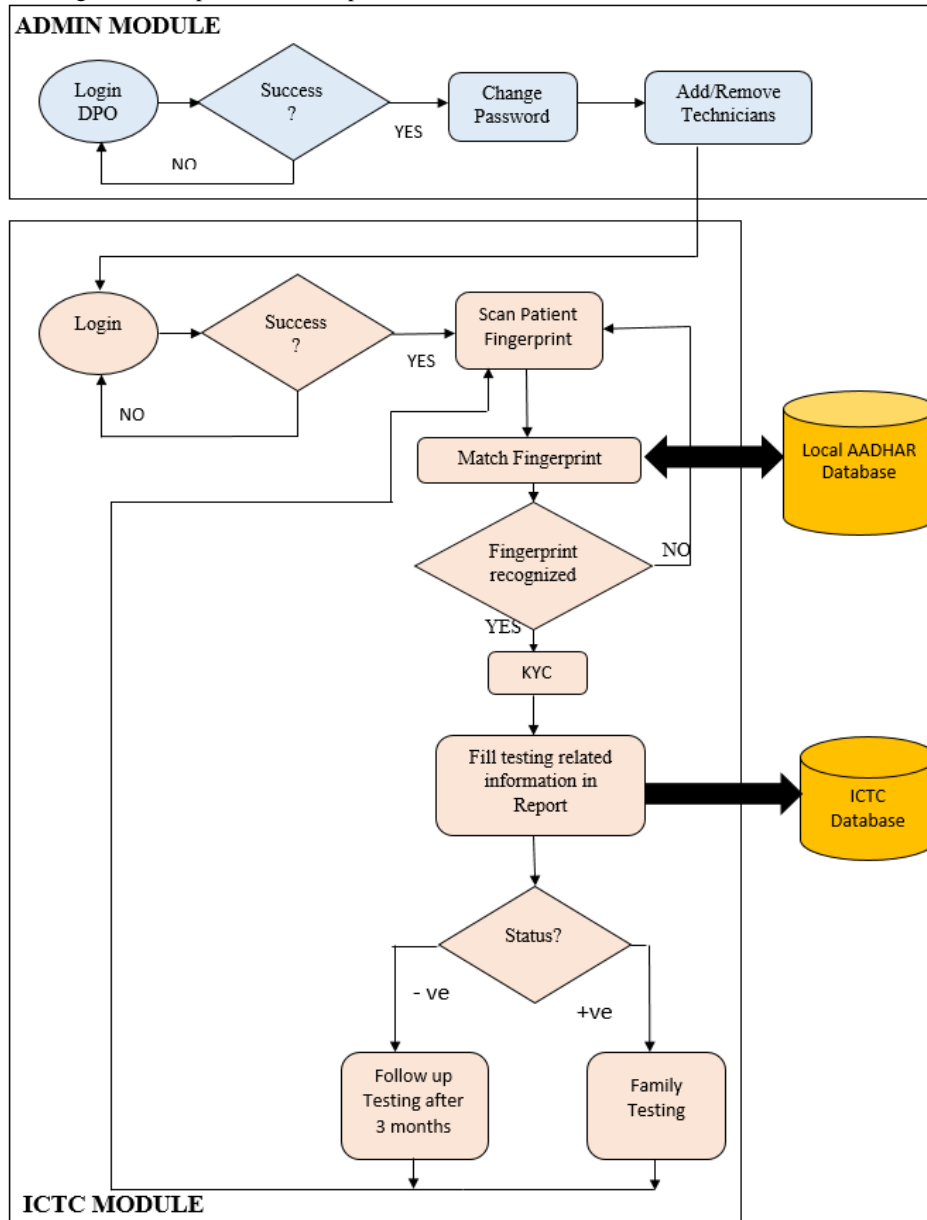 ADMIN MODULE
Login
DPO
Success
?
YES
NO
Change
Password
Add/Remove
Technicians
Login
Success
?
YES
NO
Scan Patient
Fingerprint
Match Fingerprint
Local AADHAR
Database
Fingerprint
recognized
NO
YES
KYC
Fill testing related
information in
Report
ICTC
Database
Status?
- ve
+ve
Follow up
Testing after
3 months
Family
Testing
ICTC MODULE